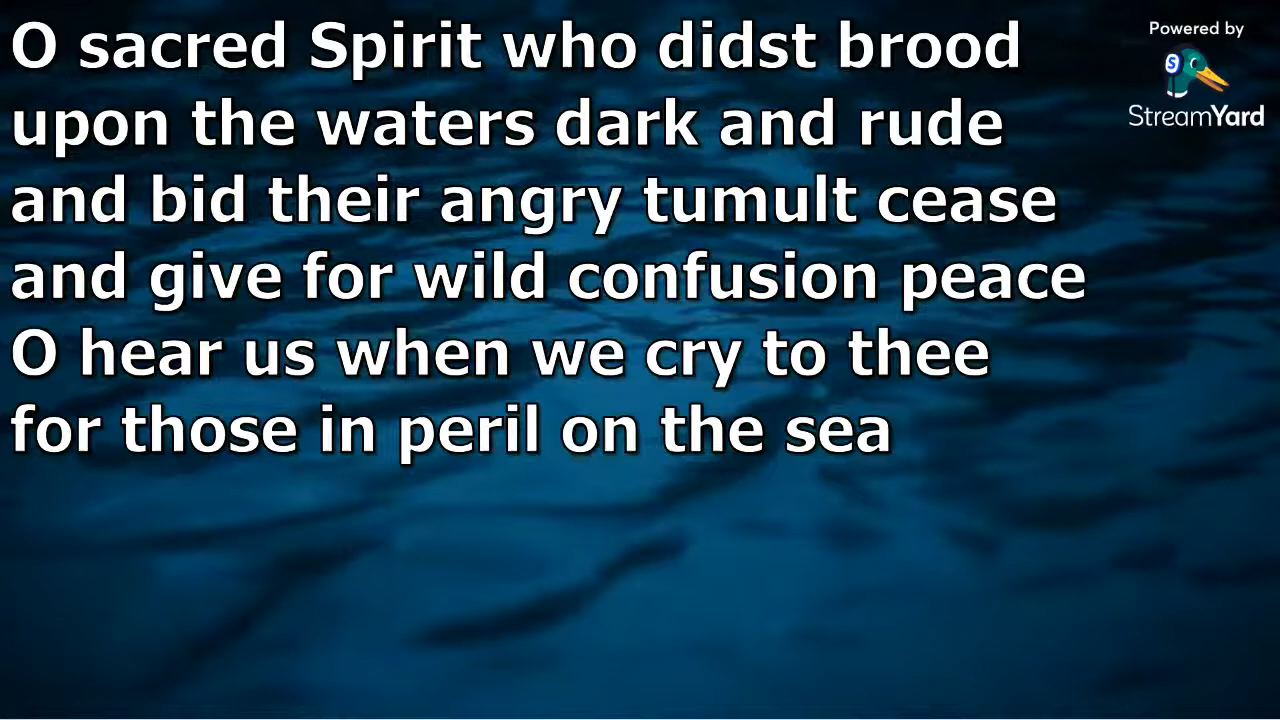 O sacred Spirit who didst brood
upon the waters dark and rude
and bid their angry tumult cease
and give for wild confusion peace
O hear us when we cry to thee
for those in peril on the sea
Powered by
S
StreamYard